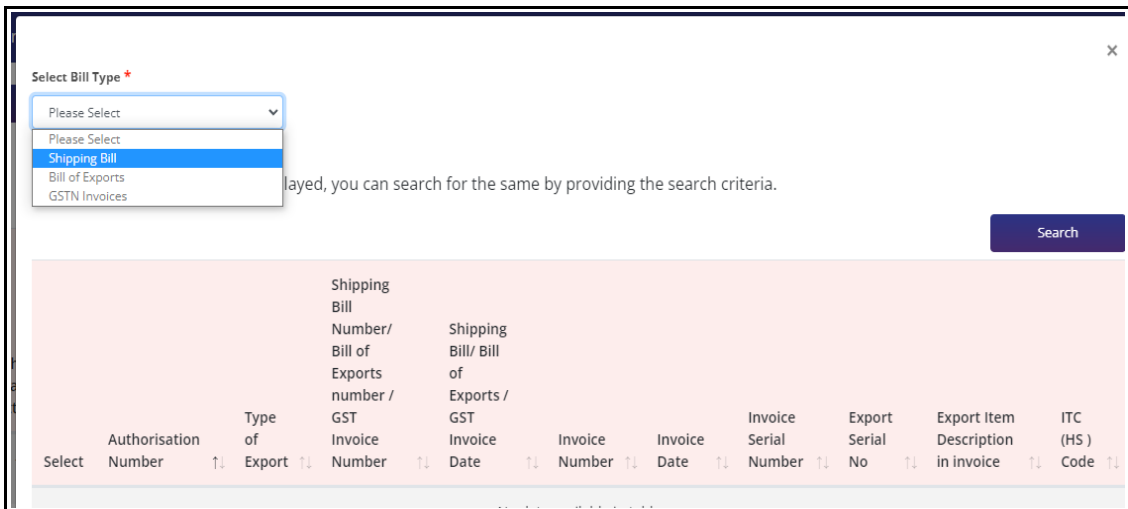 ×
Select Bill Type *
Please Select
Please Select
Shipping Bill
Bill of Exports
GSTN Invoices
you can search for the same by providing the search criteria.
Search
Select
Authorisation
Number ↑↓
Type
of
Export ↑↓
Shipping
Bill
Number/
Bill of
Exports
number /
GST
Invoice
Number ↑↓
Shipping
Bill/ Bill
of
Exports /
GST
Invoice
Date ↑↓
Invoice
Number ↑↓
Invoice
Date ↑↓
Invoice
Serial
Number ↑↓
Export
Serial
No ↑↓
Export Item
Description
in invoice ↑↓
ITC
(HS )
Code ↑↓